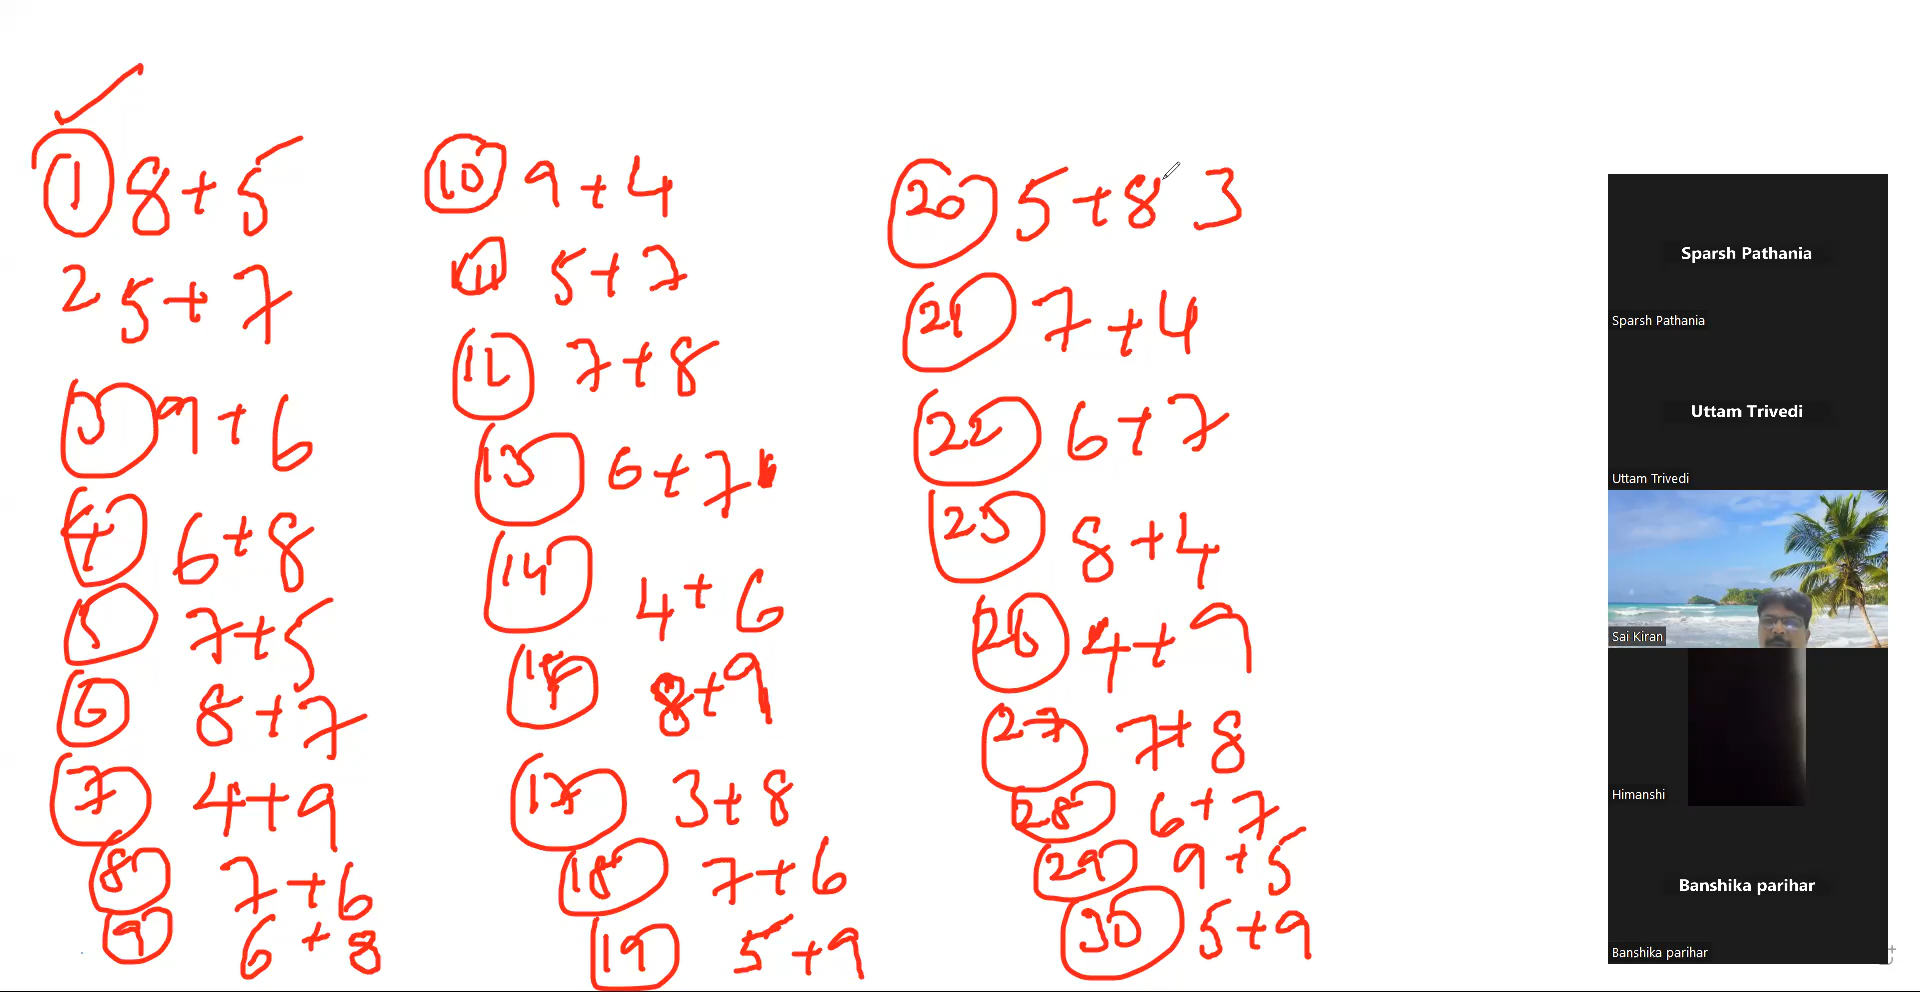 1 8+5
2 5+7
3 9+6
4 6+8
5 7+5
6 8+7
7 4+9
8 7+6
9 6+8
10 9+4
11 5+7
12 7+8
13 6+7
14 4+6
15 8+9
17 3+8
18 7+6
19 5+9
20 5+8 3
21 7+4
22 6+7
25 8+4
26 4+9
27 7+8
28 6+7
29 9+5
30 5+9
Sparsh Pathania
Sparsh Pathania
Uttam Trivedi
Uttam Trivedi
Sai Kiran
Himanshi
Banshika parihar
Banshika parihar